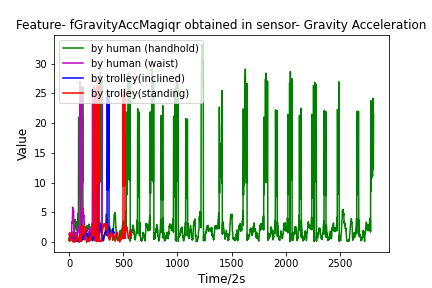 Feature- fGravityAccMagiqr obtained in sensor- Gravity Acceleration
by human (handhold)
by human (waist)
by trolley(inclined)
by trolley(standing)
Value
30
25
20
15
10
5
0
0 500 1000 1500 2000 2500
Time/2s